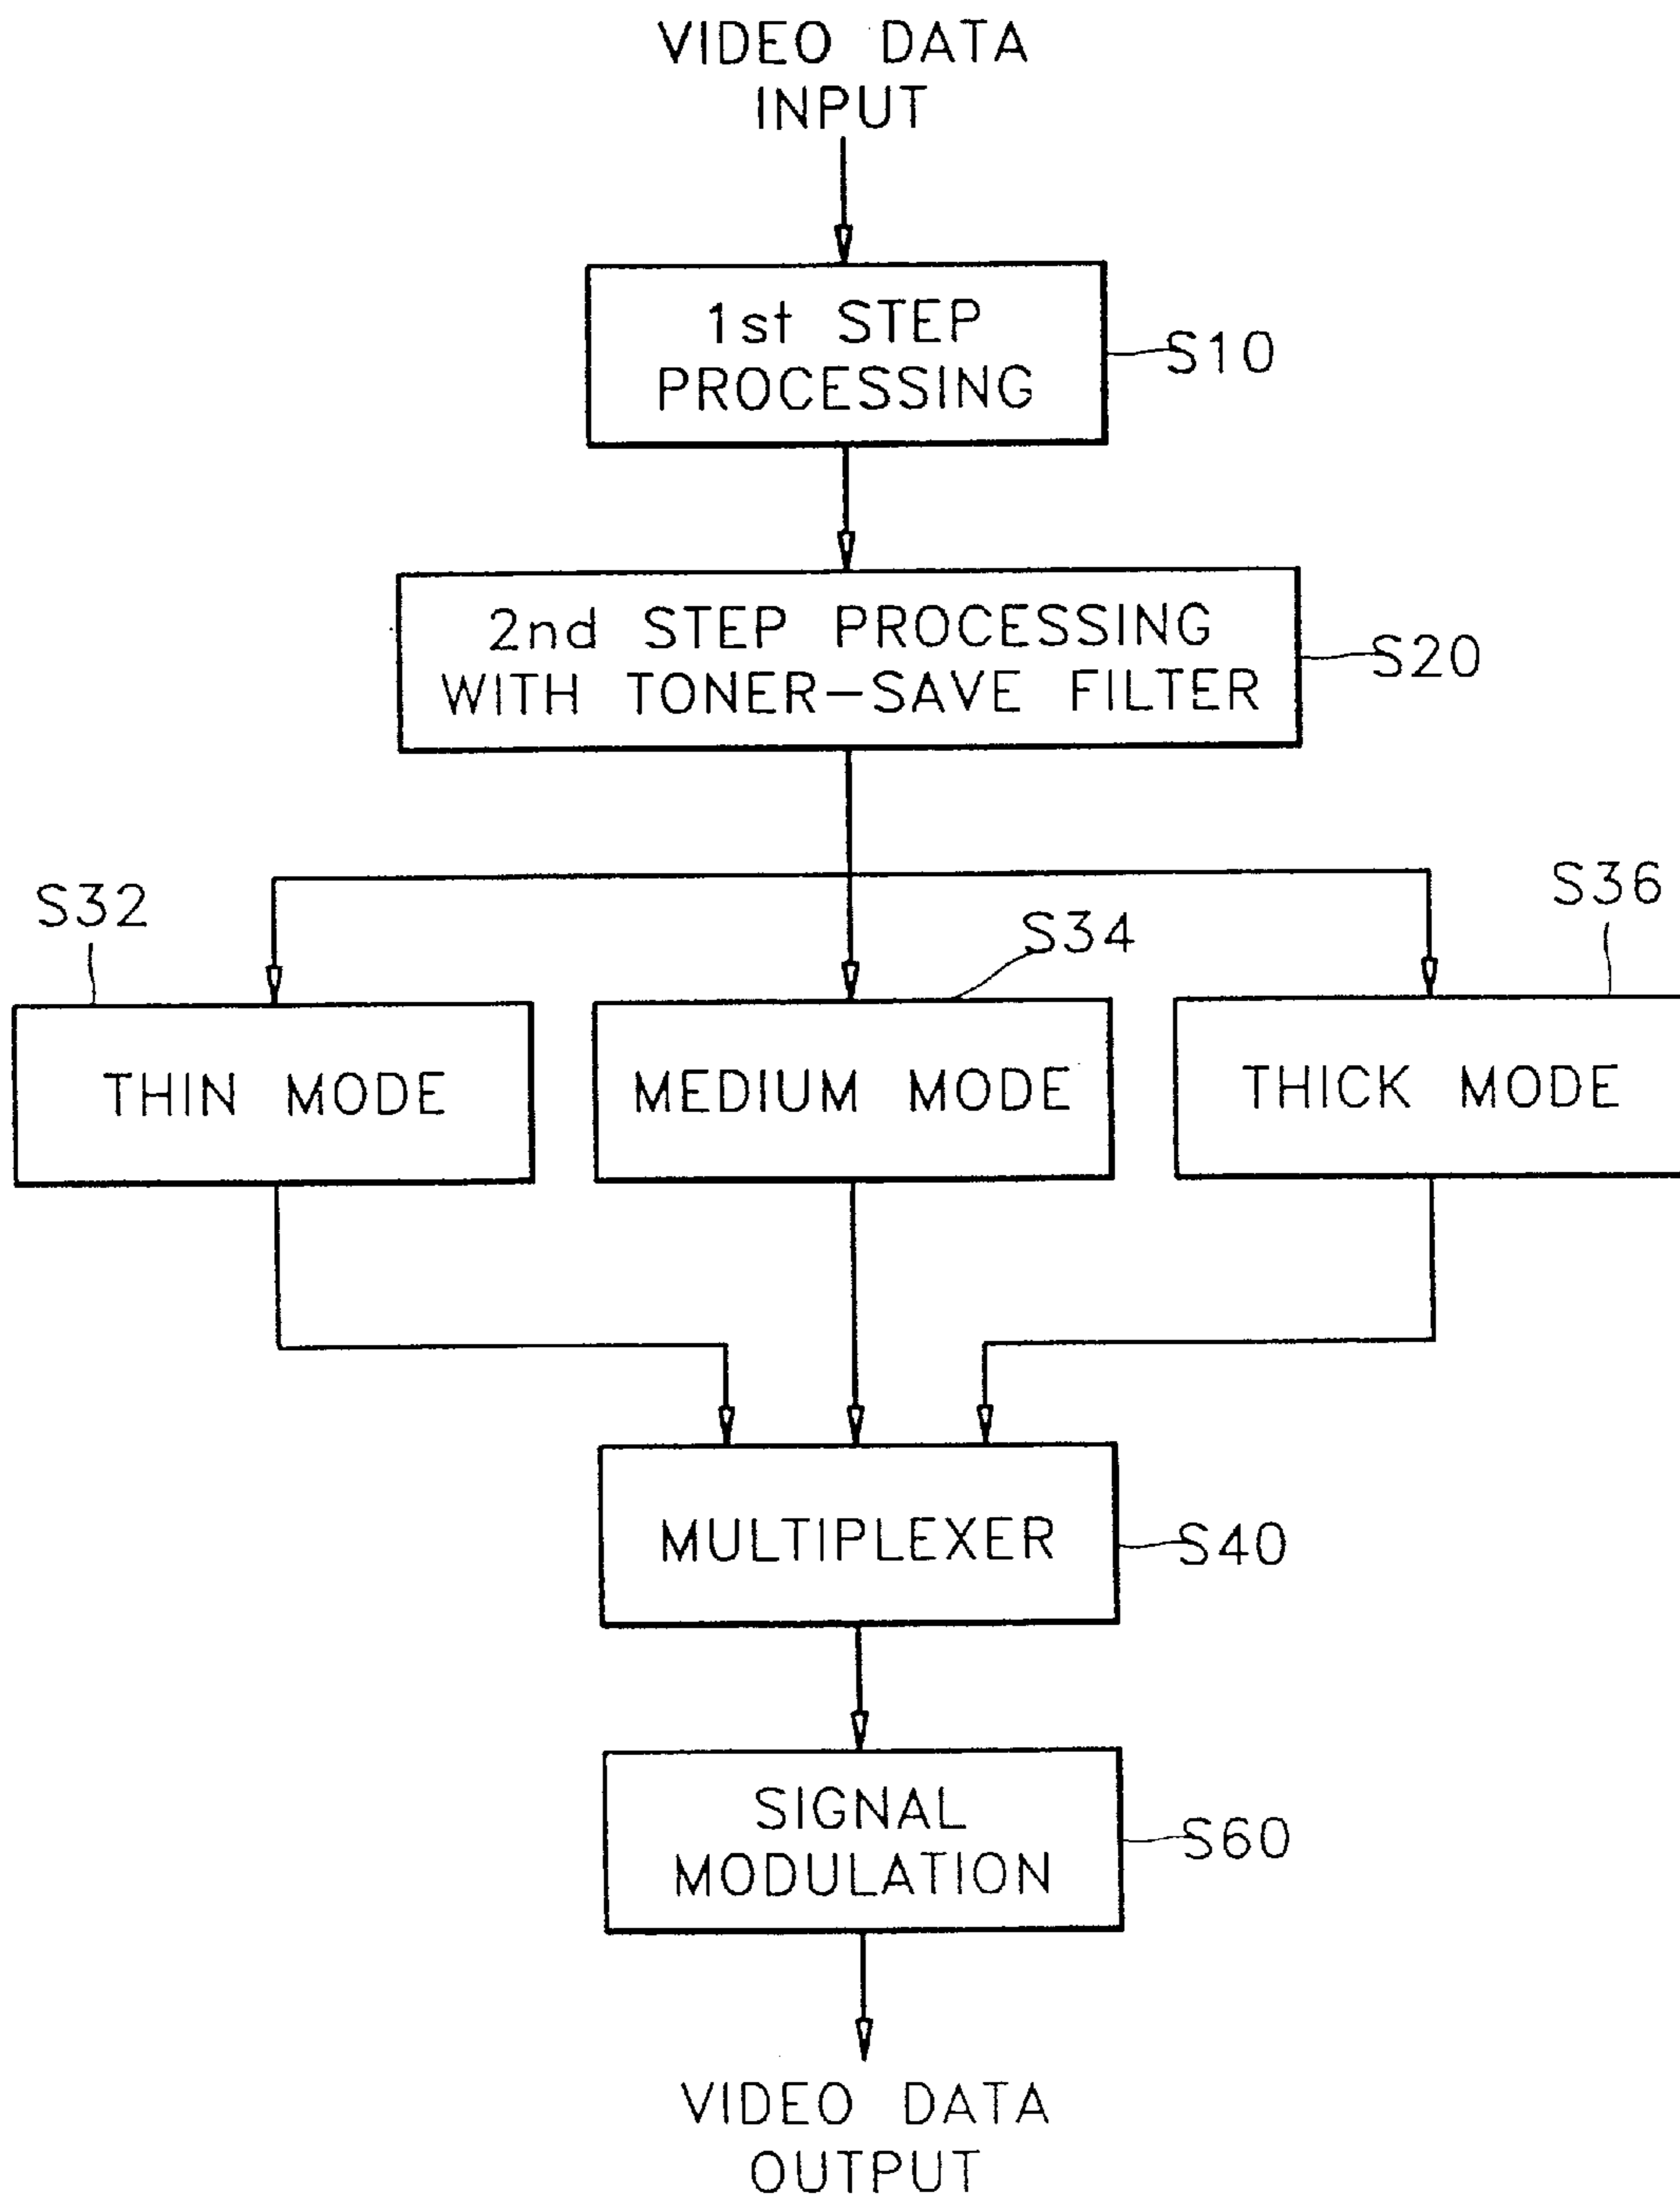 VIDEO DATA
INPUT
1st STEP
PROCESSING
S10
2nd STEP PROCESSING
WITH TONER-SAVE FILTER
S20
S32
S34
S36
THIN MODE
MEDIUM MODE
THICK MODE
MULTIPLEXER
S40
SIGNAL
MODULATION
S60
VIDEO DATA
OUTPUT